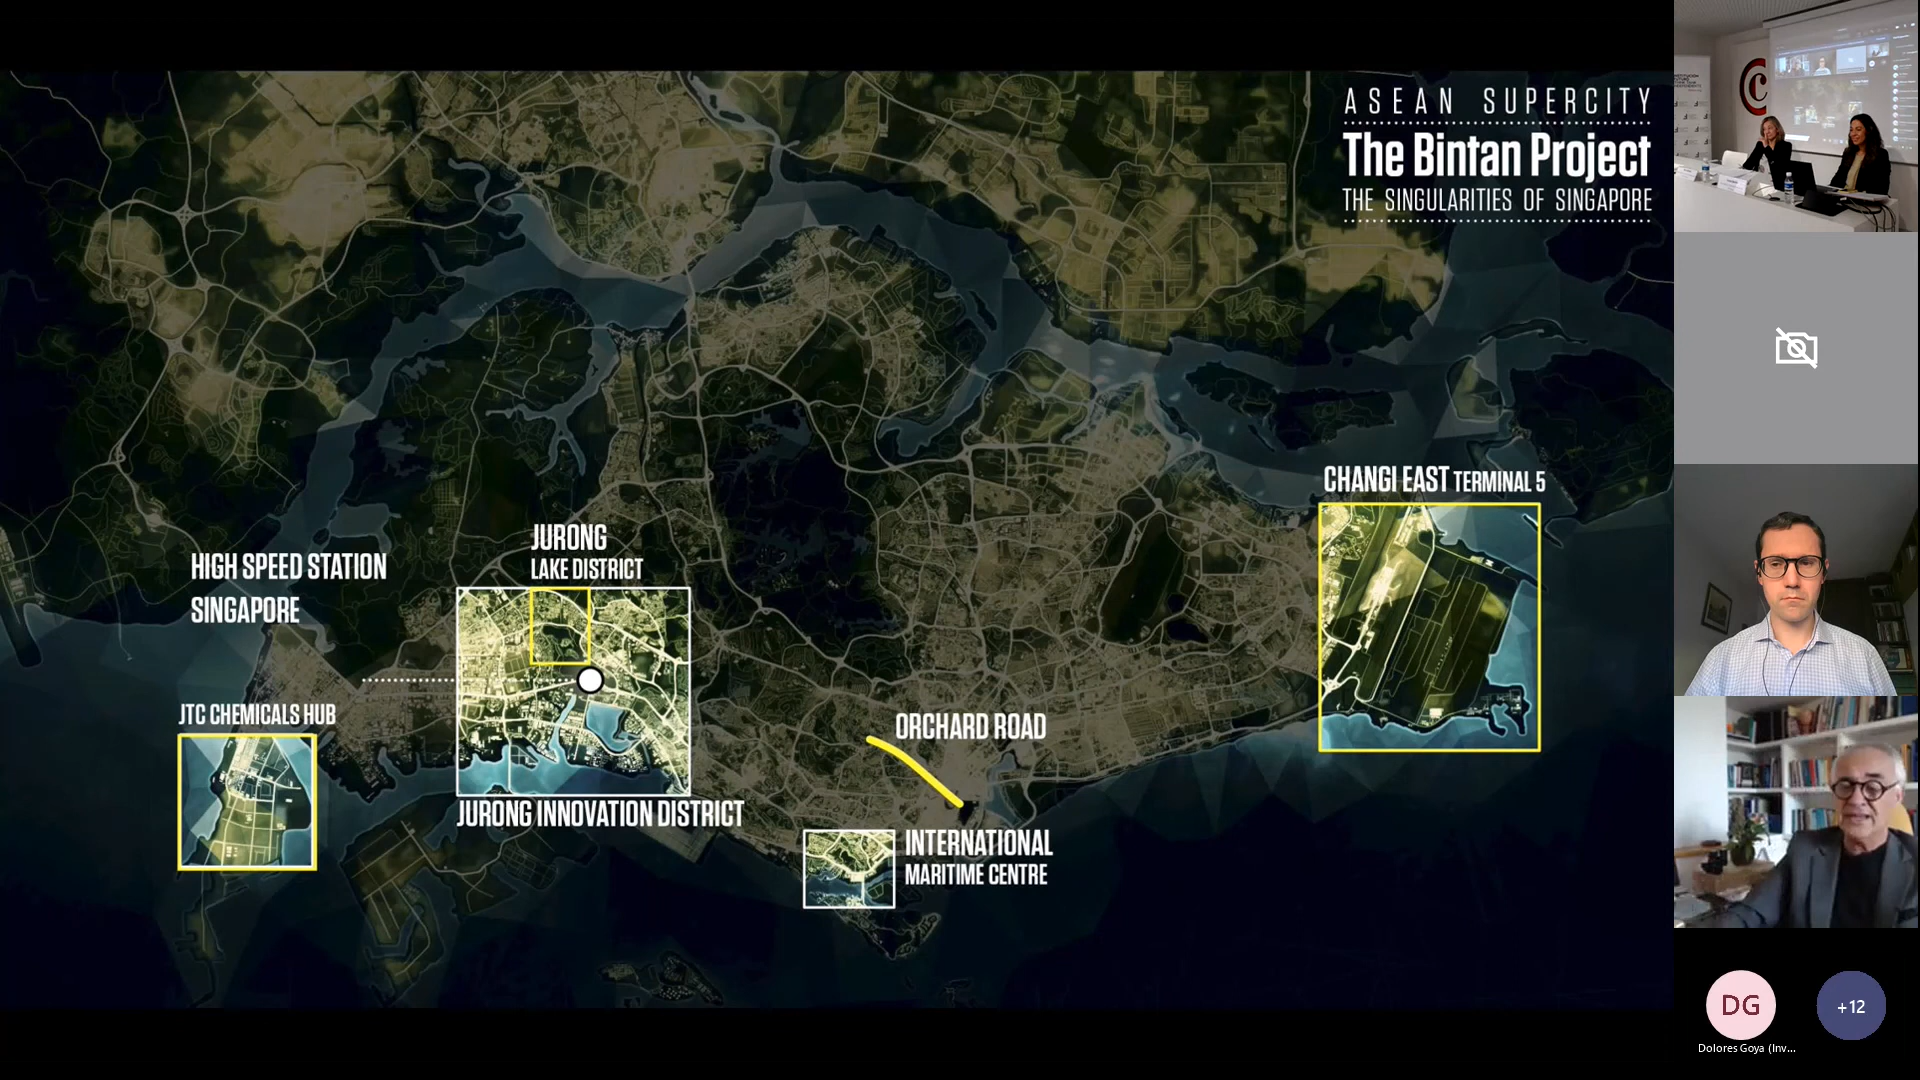 ASEAN SUPERCITY
The Bintan Project
THE SINGULARITIES OF SINGAPORE
CHANGI EAST TERMINAL 5
JURONG
LAKE DISTRICT
HIGH SPEED STATION
SINGAPORE
JTC CHEMICALS HUB
ORCHARD ROAD
JURONG INNOVATION DISTRICT
INTERNATIONAL
MARITIME CENTRE
DG
+12
Dolores Goya (Inv...